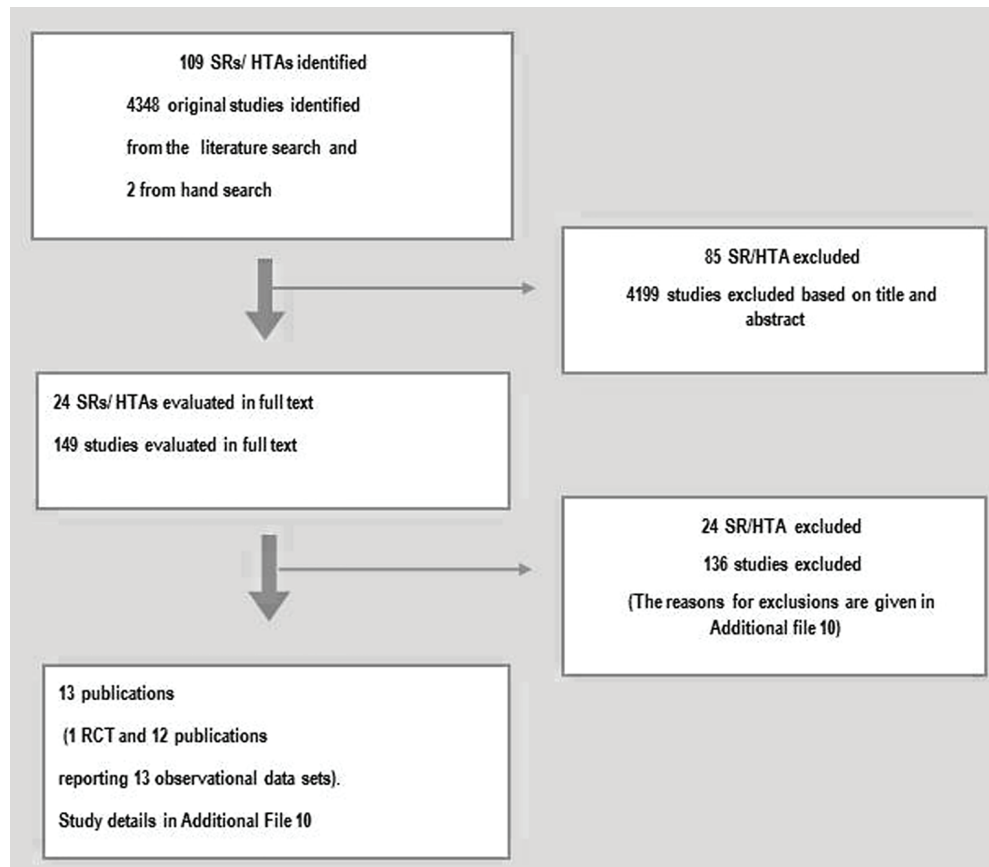 109 SRs/ HTAs identified
4348 original studies identified
from the literature search and
2 from hand search
85 SR/HTA excluded
4199 studies excluded based on title and
abstract
24 SRs/ HTAs evaluated in full text
149 studies evaluated in full text
24 SR/HTA excluded
136 studies excluded
(The reasons for exclusions are given in
Additional file 10)
13 publications
(1 RCT and 12 publications
reporting 13 observational data sets).
Study details in Additional File 10